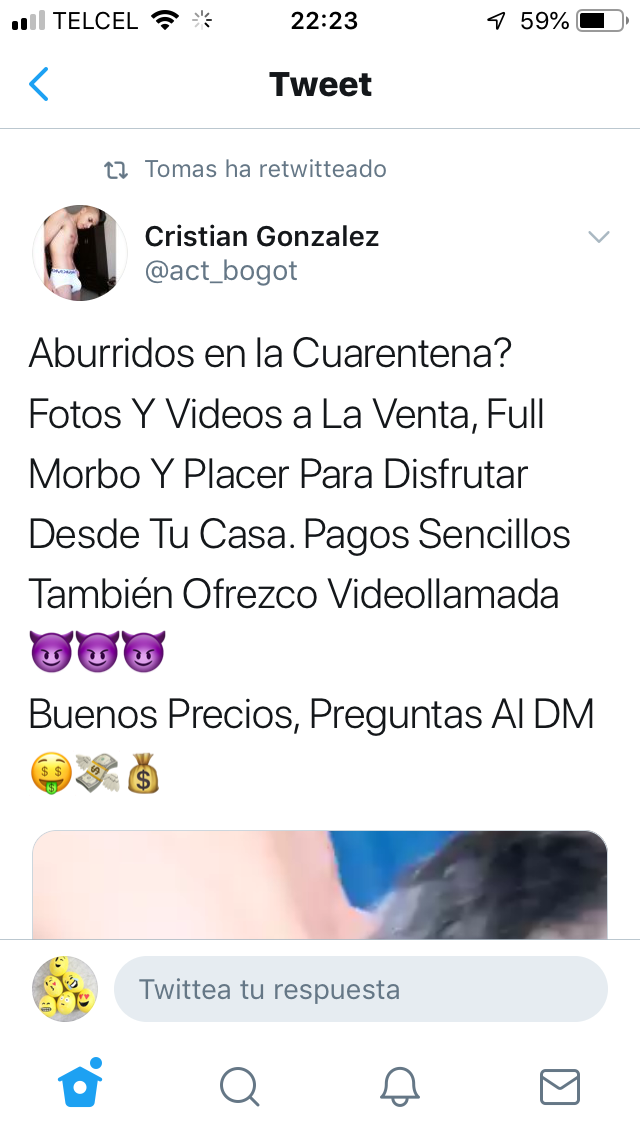 TELCEL 22:23 59%
Tweet
Tomas ha retwitteado
Cristian Gonzalez
@act_bogot
Aburridos en la Cuarentena?
Fotos Y Videos a La Venta, Full
Morbo Y Placer Para Disfrutar
Desde Tu Casa. Pagos Sencillos
También Ofrezco Videollamada
😈😈😈
Buenos Precios, Preguntas Al DM
🤑💸💰
Twittea tu respuesta